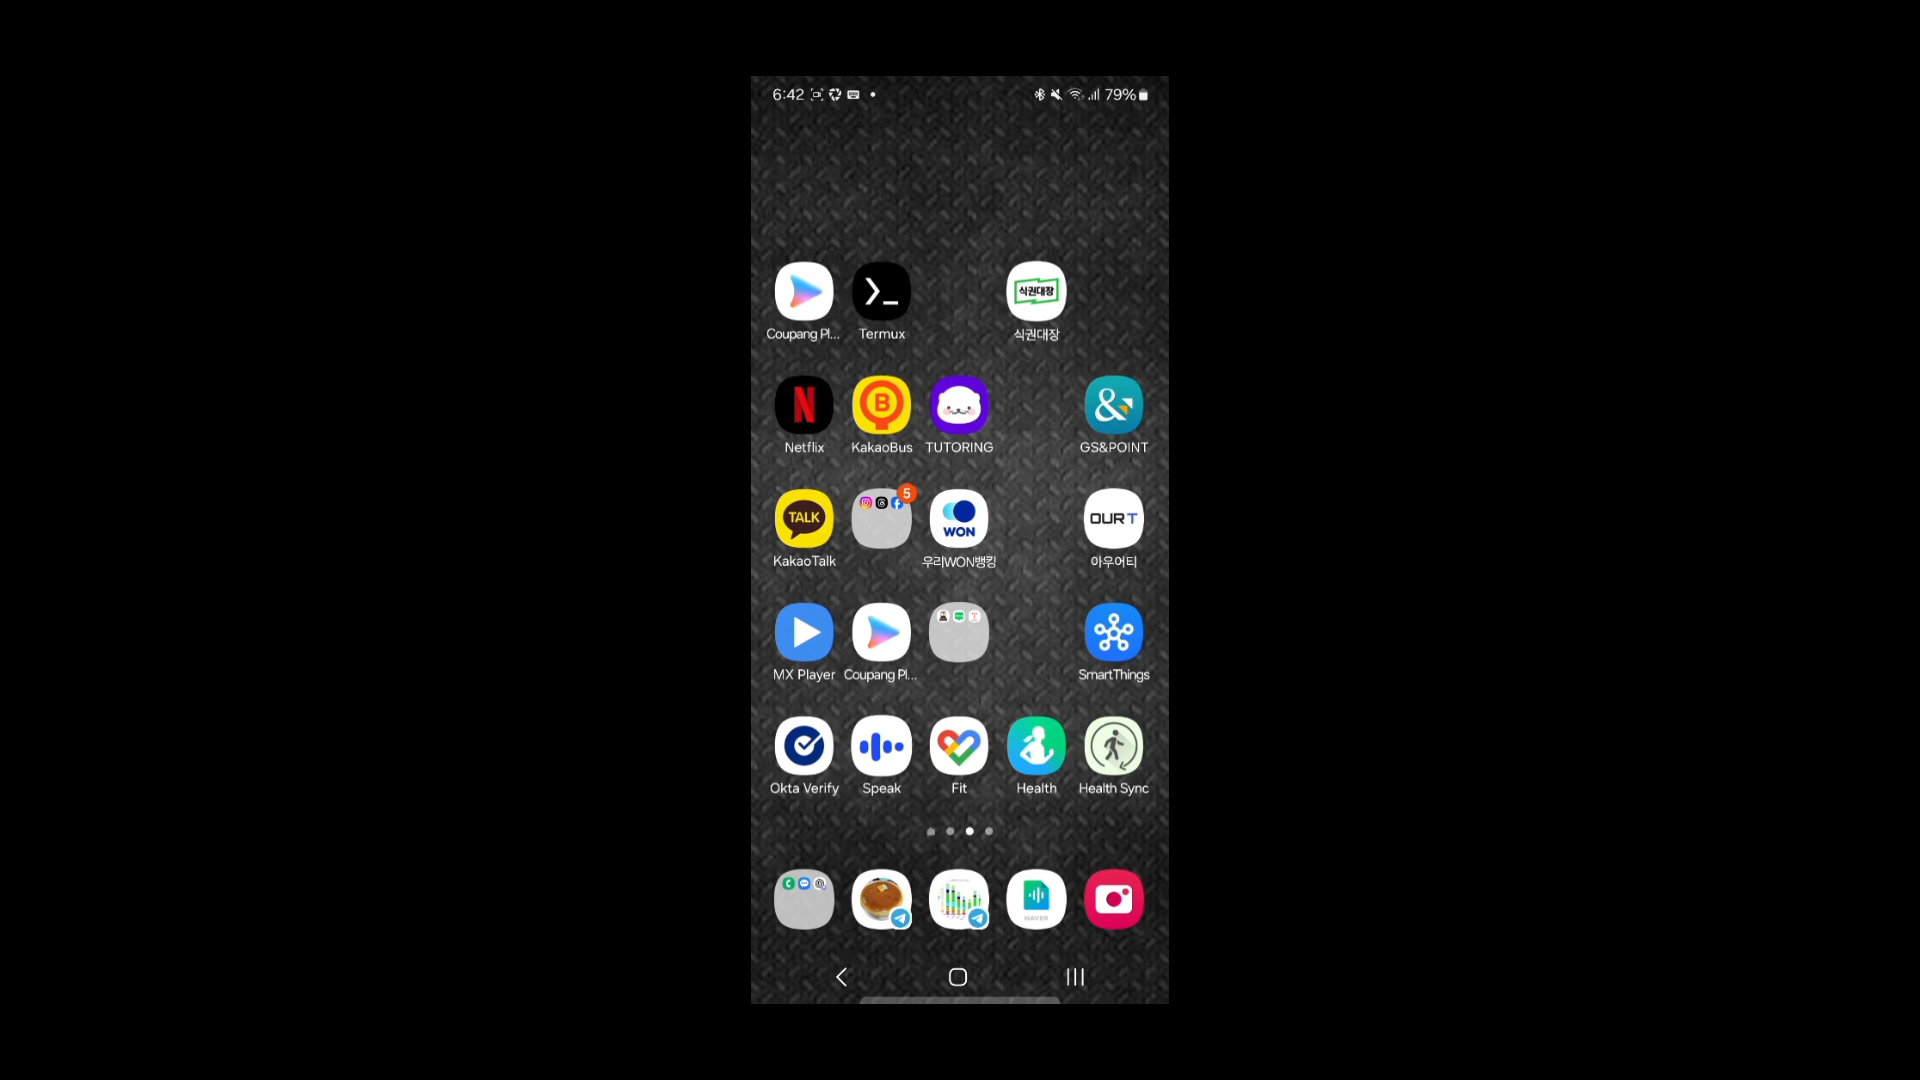 6:42 79%
식권대장
Coupang Pl... Termux 식권대장
N B &
Netflix KakaoBus TUTORING GS&POINT
TALK 5 WON OUR T
KakaoTalk 우리WON뱅킹 아우어티
MX Player Coupang Pl... SmartThings
Okta Verify Speak Fit Health Health Sync
NAVER